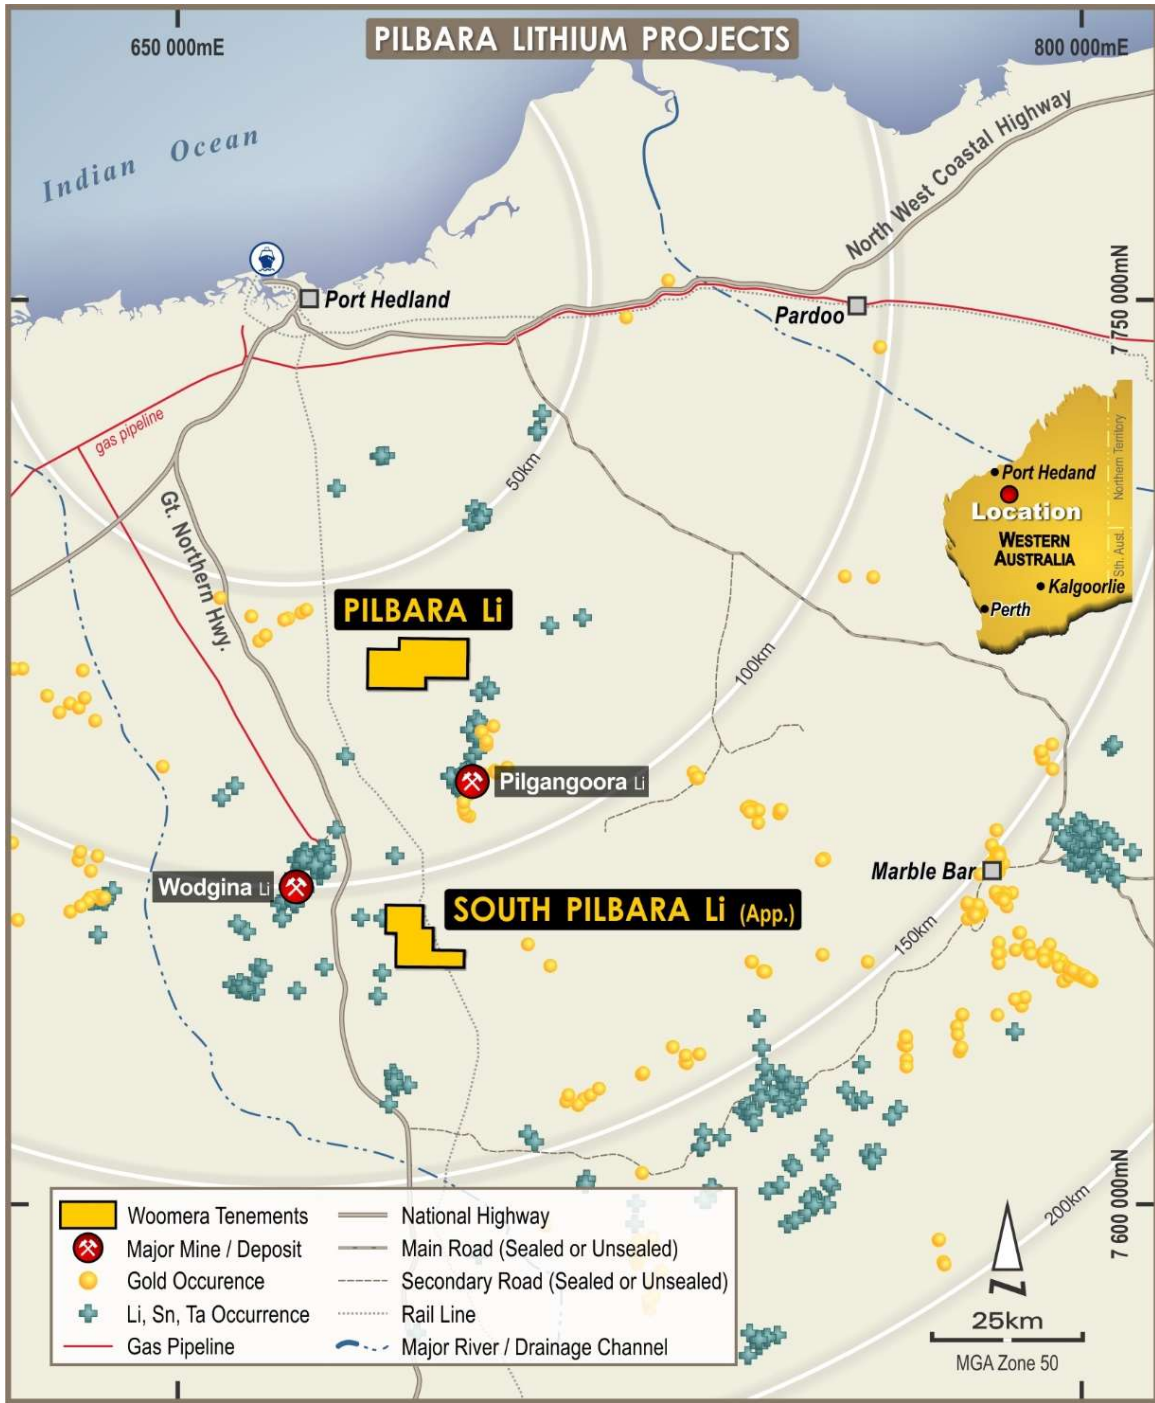 PILBARA LITHIUM PROJECTS
650 000mE
800 000mE
Indian Ocean
North West Coastal Highway
Port Hedland
Pardoo
7 750 000mN
gas pipeline
50km
Gt. Northern Hwy.
Port Hedand
Location
WESTERN
AUSTRALIA
Kalgoorlie
Perth
Northern Territory
Sth. Aust.
PILBARA Li
100km
Pilgangoora Li
Wodgina Li
Marble Bar
SOUTH PILBARA Li (App.)
150km
200km
7 600 000mN
Woomera Tenements
Major Mine / Deposit
Gold Occurence
Li, Sn, Ta Occurrence
Gas Pipeline
National Highway
Main Road (Sealed or Unsealed)
Secondary Road (Sealed or Unsealed)
Rail Line
Major River / Drainage Channel
N
25km
MGA Zone 50